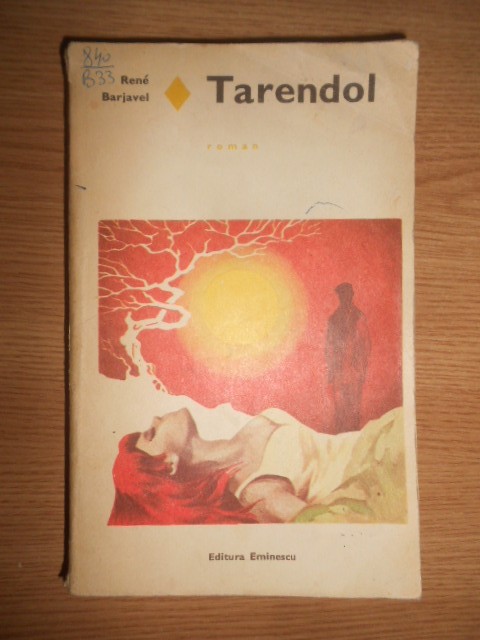 840
B33
René
Barjavel
Tarendol
roman
Editura Eminescu